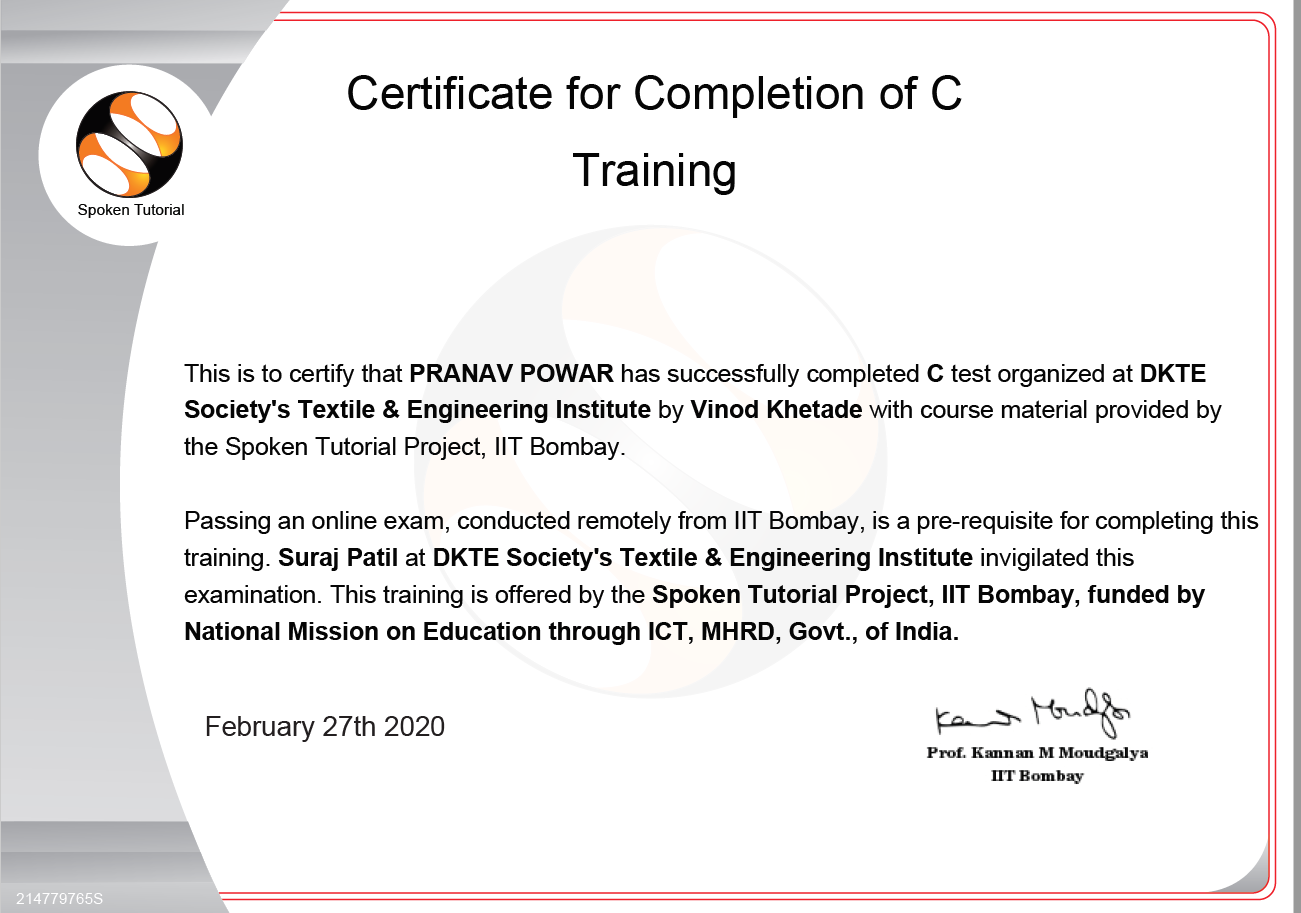 Certificate for Completion of C
Training
Spoken Tutorial
This is to certify that PRANAV POWAR has successfully completed C test organized at DKTE
Society's Textile & Engineering Institute by Vinod Khetade with course material provided by
the Spoken Tutorial Project, IIT Bombay.
Passing an online exam, conducted remotely from IIT Bombay, is a pre-requisite for completing this
training. Suraj Patil at DKTE Society's Textile & Engineering Institute invigilated this
examination. This training is offered by the Spoken Tutorial Project, IIT Bombay, funded by
National Mission on Education through ICT, MHRD, Govt., of India.
February 27th 2020
Kannan Moudgalya
Prof. Kannan M Moudgalya
IIT Bombay
214779765S